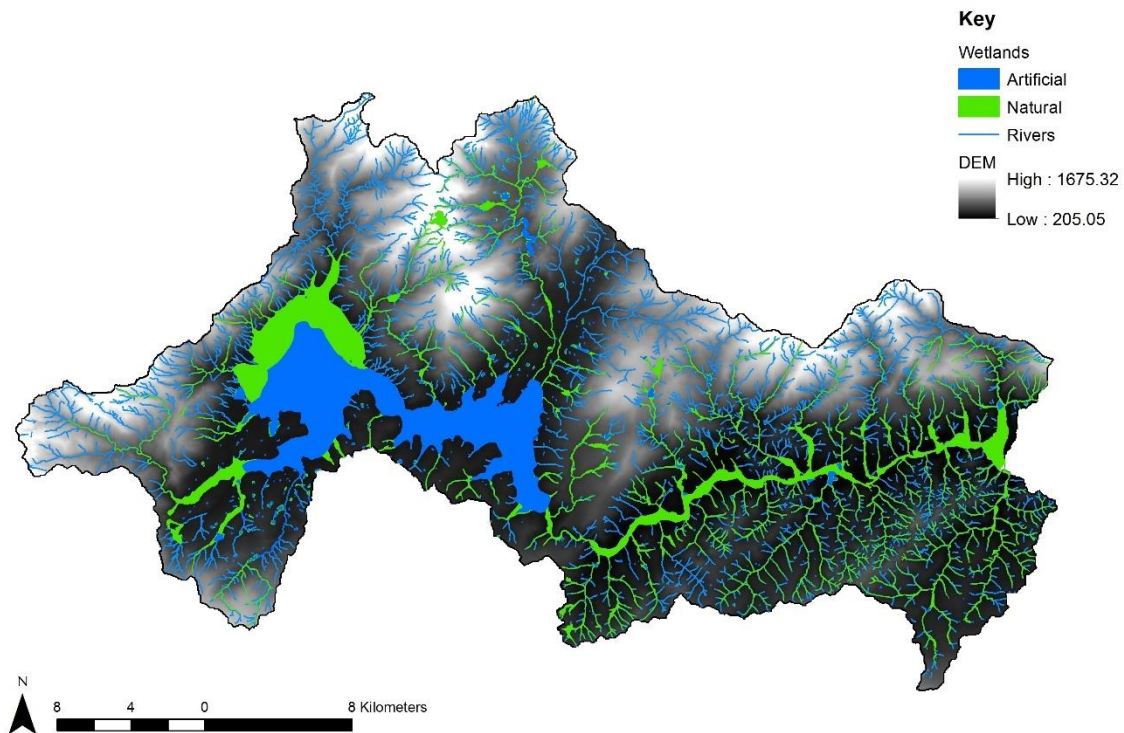 Key
Wetlands
Artificial
Natural
Rivers
DEM
High : 1675.32
Low : 205.05
N
8 4 0 8 Kilometers